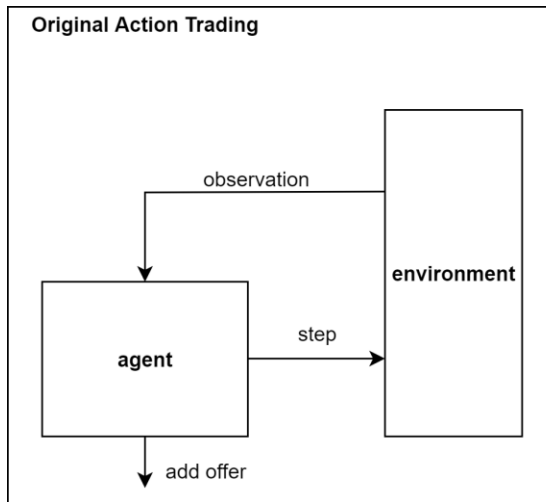 Original Action Trading
observation
environment
step
agent
add offer